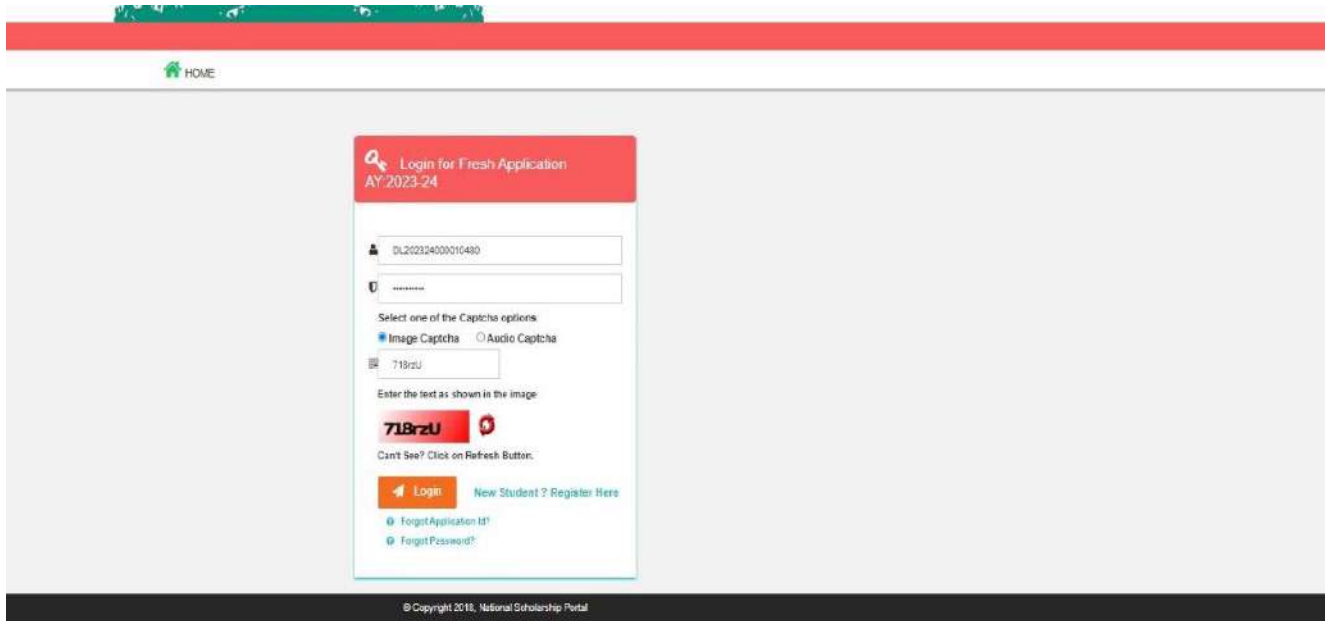 HOME
Login for Fresh Application
AY:2023-24
DL202324000010480
Select one of the Captcha options:
Image Captcha Audio Captcha
718rzU
Enter the text as shown in the image
718rzU
Can't See? Click on Refresh Button.
Login New Student ? Register Here
Forgot Application Id?
Forgot Password?
© Copyright 2018, National Scholarship Portal